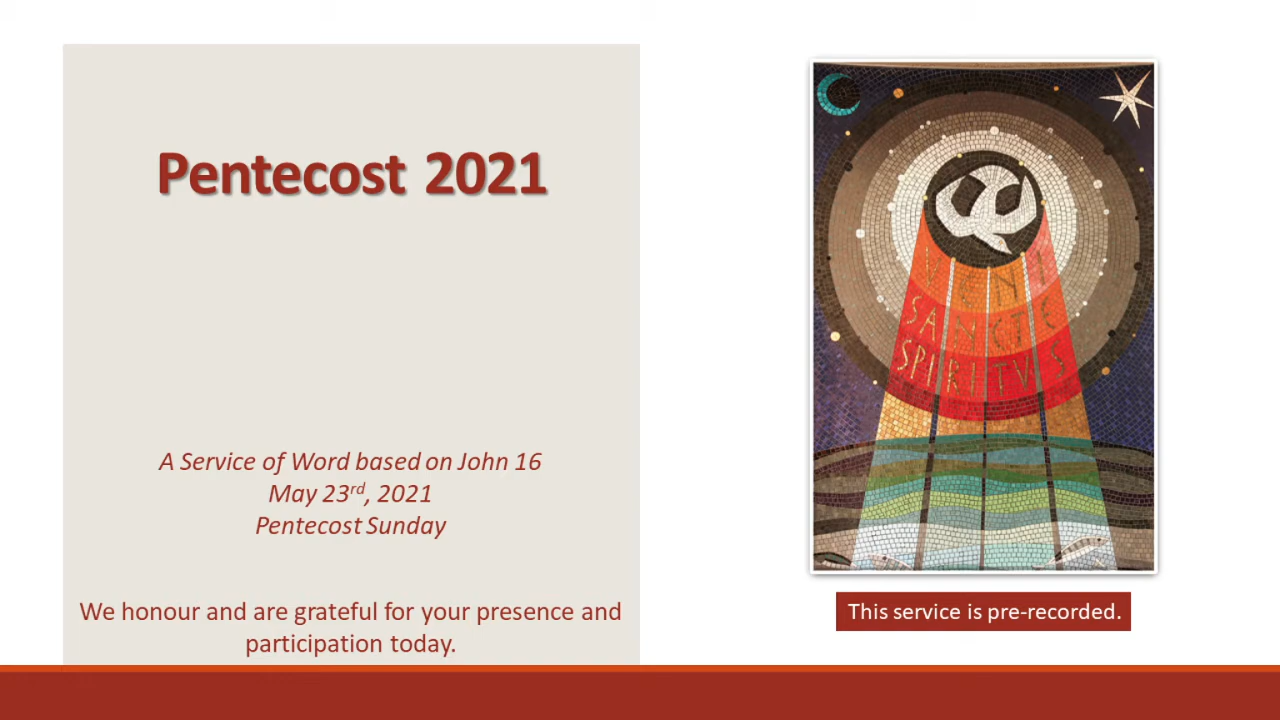 Pentecost 2021
A Service of Word based on John 16
May 23rd, 2021
Pentecost Sunday
We honour and are grateful for your presence and
participation today.
VENI
SANCTE
SPIRITVS
This service is pre-recorded.